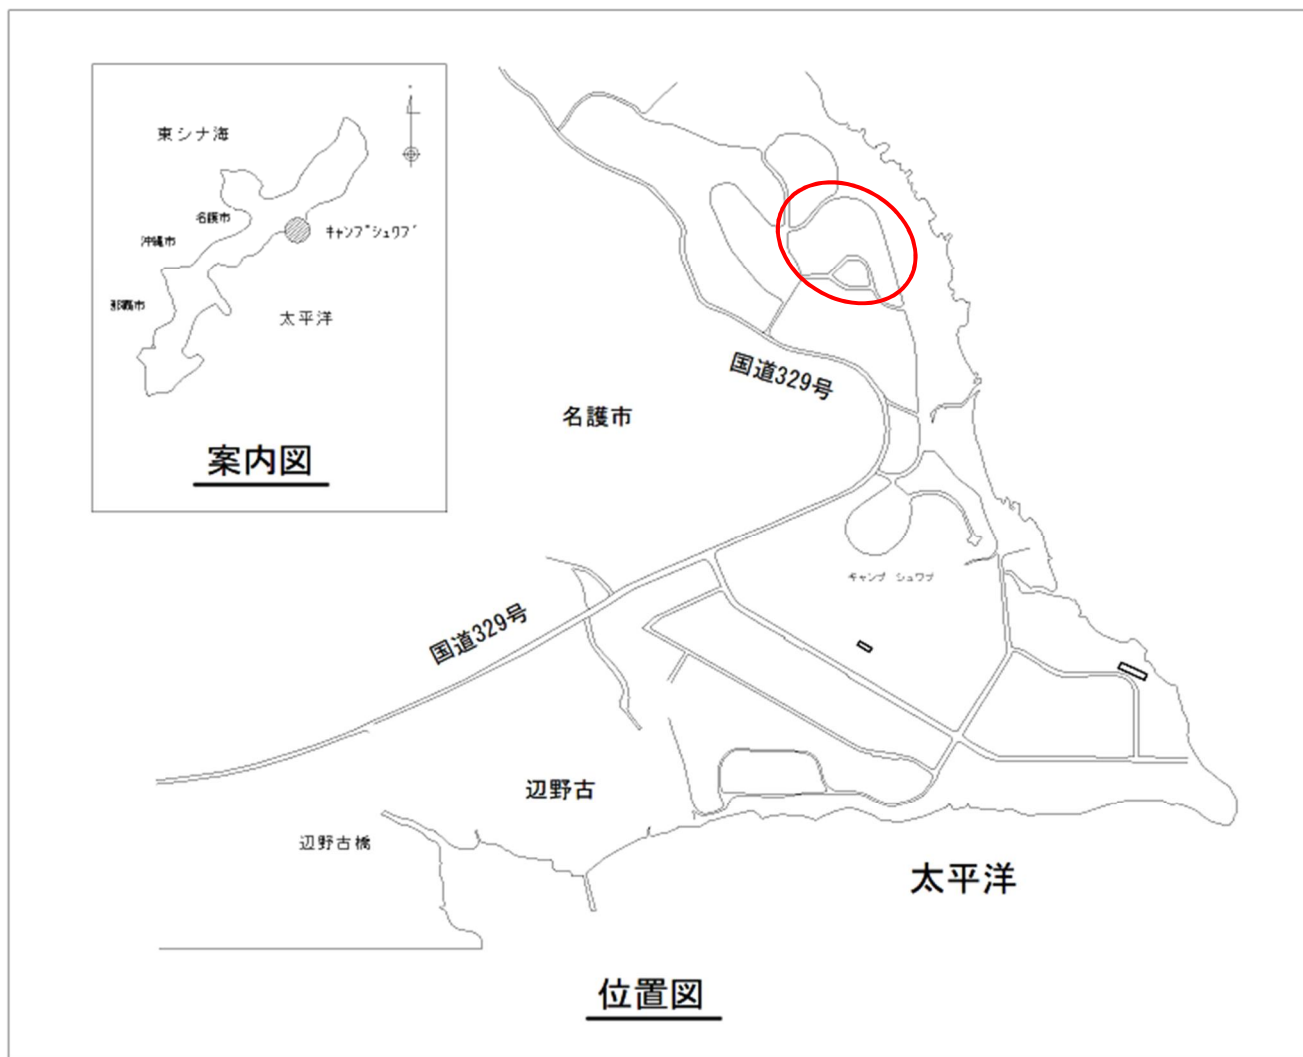 東シナ海
名護市
沖縄市
キャンプシュワブ
那覇市
太平洋
案内図
国道329号
名護市
キャンプ シュワブ
国道329号
辺野古
辺野古橋
太平洋
位置図